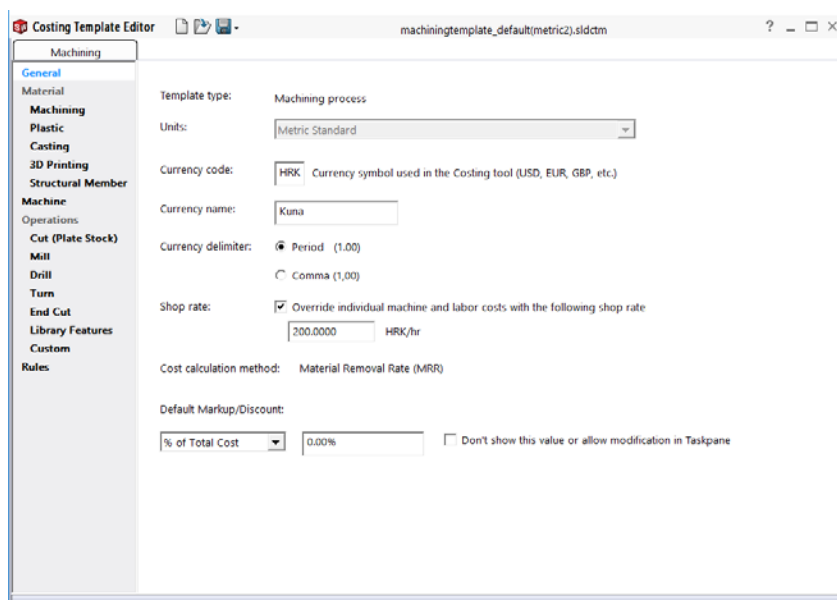 Costing Template Editor
machiningtemplate_default(metric2).sldctm
Machining
General
Material
Machining
Plastic
Casting
3D Printing
Structural Member
Machine
Operations
Cut (Plate Stock)
Mill
Drill
Turn
End Cut
Library Features
Custom
Rules
Template type: Machining process
Units: Metric Standard
Currency code: HRK Currency symbol used in the Costing tool (USD, EUR, GBP, etc.)
Currency name: Kuna
Currency delimiter: Period (1.00)
Comma (1,00)
Shop rate: Override individual machine and labor costs with the following shop rate
200.0000 HRK/hr
Cost calculation method: Material Removal Rate (MRR)
Default Markup/Discount:
% of Total Cost 0.00% Don't show this value or allow modification in Taskpane